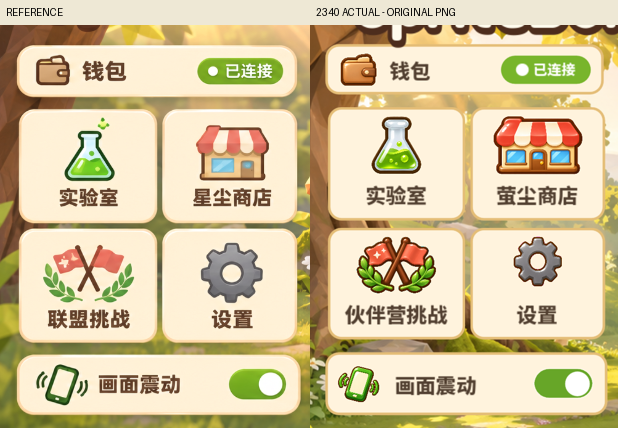 REFERENCE
2340 ACTUAL - ORIGINAL PNG
钱包 已连接
实验室 星尘商店
联盟挑战 设置
画面震动
钱包 已连接
实验室 萤尘商店
伙伴营挑战 设置
画面震动